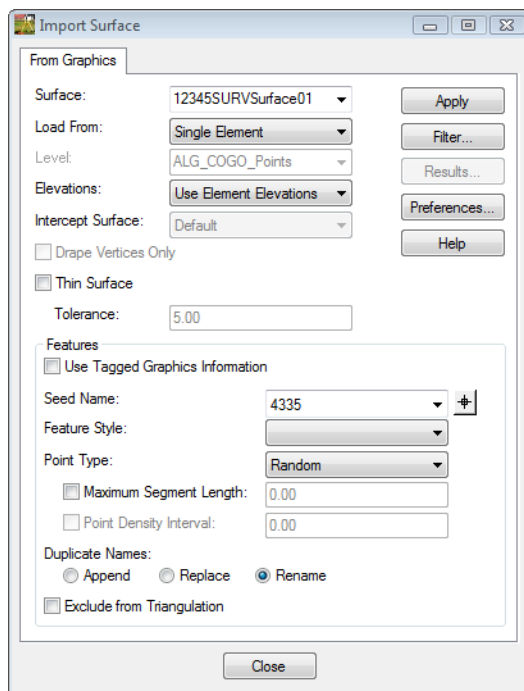 Import Surface
From Graphics
Surface: 12345SURVSurface01 Apply
Load From: Single Element Filter...
Level: ALG_COGO_Points Results...
Elevations: Use Element Elevations Preferences...
Intercept Surface: Default Help
Drape Vertices Only
Thin Surface
Tolerance: 5.00
Features
Use Tagged Graphics Information
Seed Name: 4335
Feature Style:
Point Type: Random
Maximum Segment Length: 0.00
Point Density Interval: 0.00
Duplicate Names:
Append Replace Rename
Exclude from Triangulation
Close